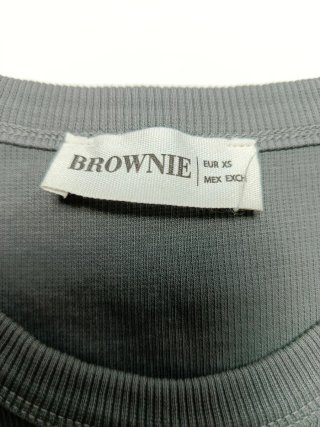 BROWNIE
EUR XS
MEX EXCH